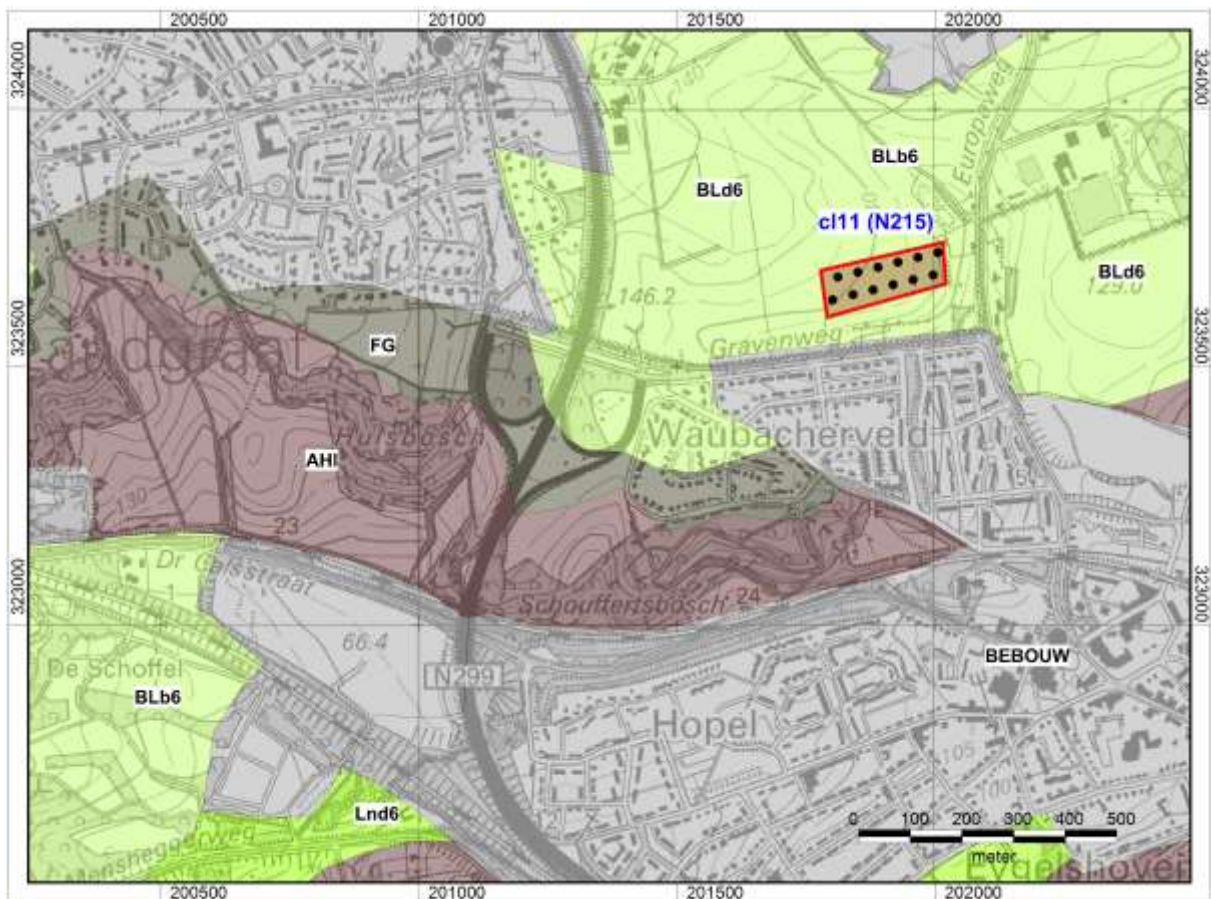 200500 201000 201500 202000
324000
324000
140
Europaweg
BLb6
BLd6
cl11 (N215)
BLd6
129.0
146.2
323500
323500
Gravenweg
FG
Hulsbosch
Waubacherveld
AHl
130
23
Dr Calsstraat
Schouffertsbosch
24
323000
323000
De Schoffel
66.4
BEBOUW
BLb6
N299
Hopel
105
100
Lnd6
0 100 200 300 400 500
meter
Eygelshoven
200500 201000 201500 202000